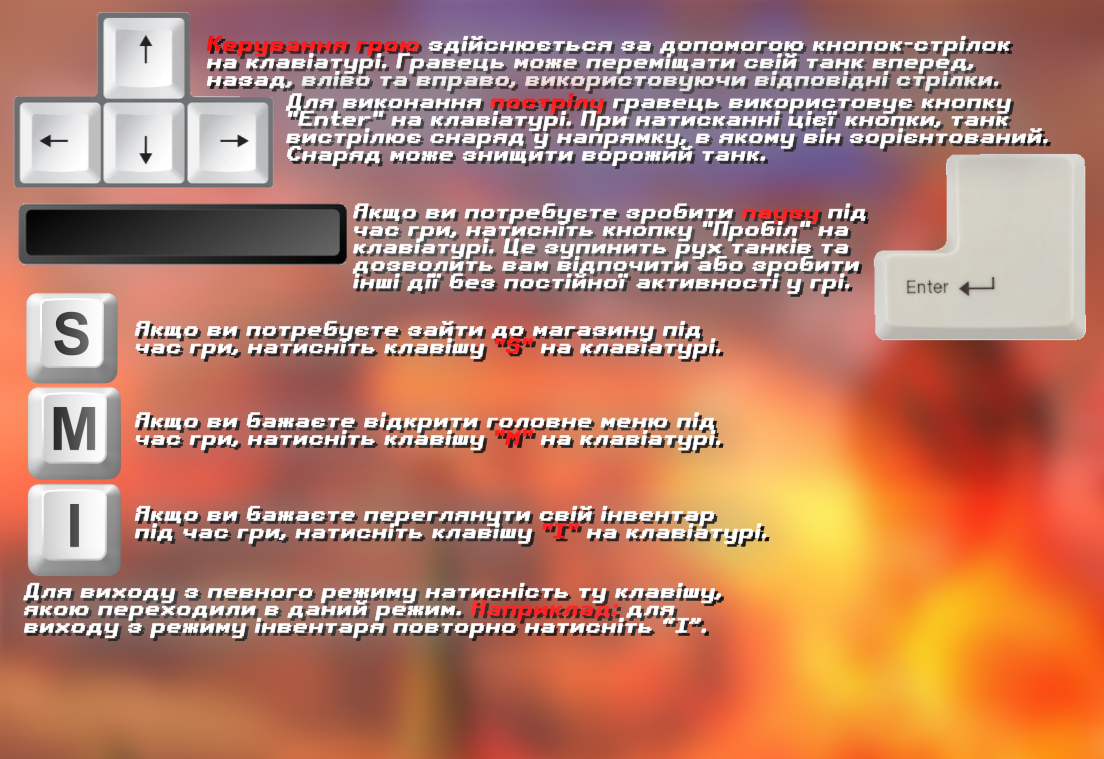 ↑
← ↓ →
Керування грою здійснюється за допомогою кнопок-стрілок
на клавіатурі. Гравець може переміщати свій танк вперед,
назад, вліво та вправо, використовуючи відповідні стрілки.
Для виконання пострілу гравець використовує кнопку
"Enter" на клавіатурі. При натисканні цієї кнопки, танк
вистрілює снаряд у напрямку, в якому він зорієнтований.
Снаряд може знищити ворожий танк.
Якщо ви потребуєте зробити паузу під
час гри, натисніть кнопку "Пробіл" на
клавіатурі. Це зупинить рух танків та
дозволить вам відпочити або зробити
інші дії без постійної активності у грі.
Enter ↵
S
Якщо ви потребуєте зайти до магазину під
час гри, натисніть клавішу "S" на клавіатурі.
M
Якщо ви бажаєте відкрити головне меню під
час гри, натисніть клавішу "M" на клавіатурі.
I
Якщо ви бажаєте переглянути свій інвентар
під час гри, натисніть клавішу "I" на клавіатурі.
Для виходу з певного режиму натисність ту клавішу,
якою переходили в даний режим. Наприклад: для
виходу з режиму інвентаря повторно натисніть "I".